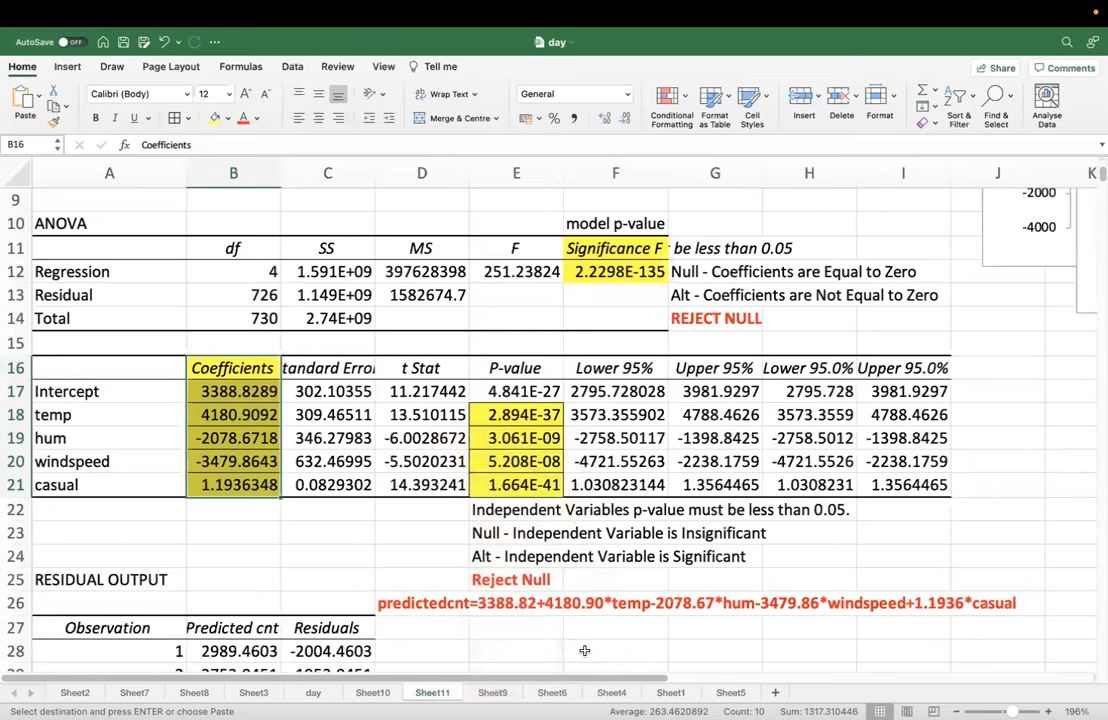 AutoSave OFF day
Home Insert Draw Page Layout Formulas Data Review View Tell me Share Comments
Paste Calibri (Body) 12 A A Wrap Text General Conditional Formatting Format as Table Cell Styles Insert Delete Format Sort & Filter Find & Select Analyse Data
B I U A Merge & Centre %
B16 fx Coefficients
A B C D E F G H I J K
9 -2000
10 ANOVA model p-value -4000
11 df SS MS F Significance F be less than 0.05
12 Regression 4 1.591E+09 397628398 251.23824 2.2298E-135 Null - Coefficients are Equal to Zero
13 Residual 726 1.149E+09 1582674.7 Alt - Coefficients are Not Equal to Zero
14 Total 730 2.74E+09 REJECT NULL
15
16 Coefficients tandard Erro t Stat P-value Lower 95% Upper 95% Lower 95.0% Upper 95.0%
17 Intercept 3388.8289 302.10355 11.217442 4.841E-27 2795.728028 3981.9297 2795.728 3981.9297
18 temp 4180.9092 309.46511 13.510115 2.894E-37 3573.355902 4788.4626 3573.3559 4788.4626
19 hum -2078.6718 346.27983 -6.0028672 3.061E-09 -2758.50117 -1398.8425 -2758.5012 -1398.8425
20 windspeed -3479.8643 632.46995 -5.5020231 5.208E-08 -4721.55263 -2238.1759 -4721.5526 -2238.1759
21 casual 1.1936348 0.0829302 14.393241 1.664E-41 1.030823144 1.3564465 1.0308231 1.3564465
22 Independent Variables p-value must be less than 0.05.
23 Null - Independent Variable is Insignificant
24 Alt - Independent Variable is Significant
25 RESIDUAL OUTPUT Reject Null
26 predictedcnt=3388.82+4180.90*temp-2078.67*hum-3479.86*windspeed+1.1936*casual
27 Observation Predicted cnt Residuals
28 1 2989.4603 -2004.4603
Sheet2 Sheet7 Sheet8 Sheet3 day Sheet10 Sheet11 Sheet9 Sheet6 Sheet4 Sheet1 Sheet5 +
Select destination and press ENTER or choose Paste Average: 263.4620892 Count: 10 Sum: 1317.310446 196%